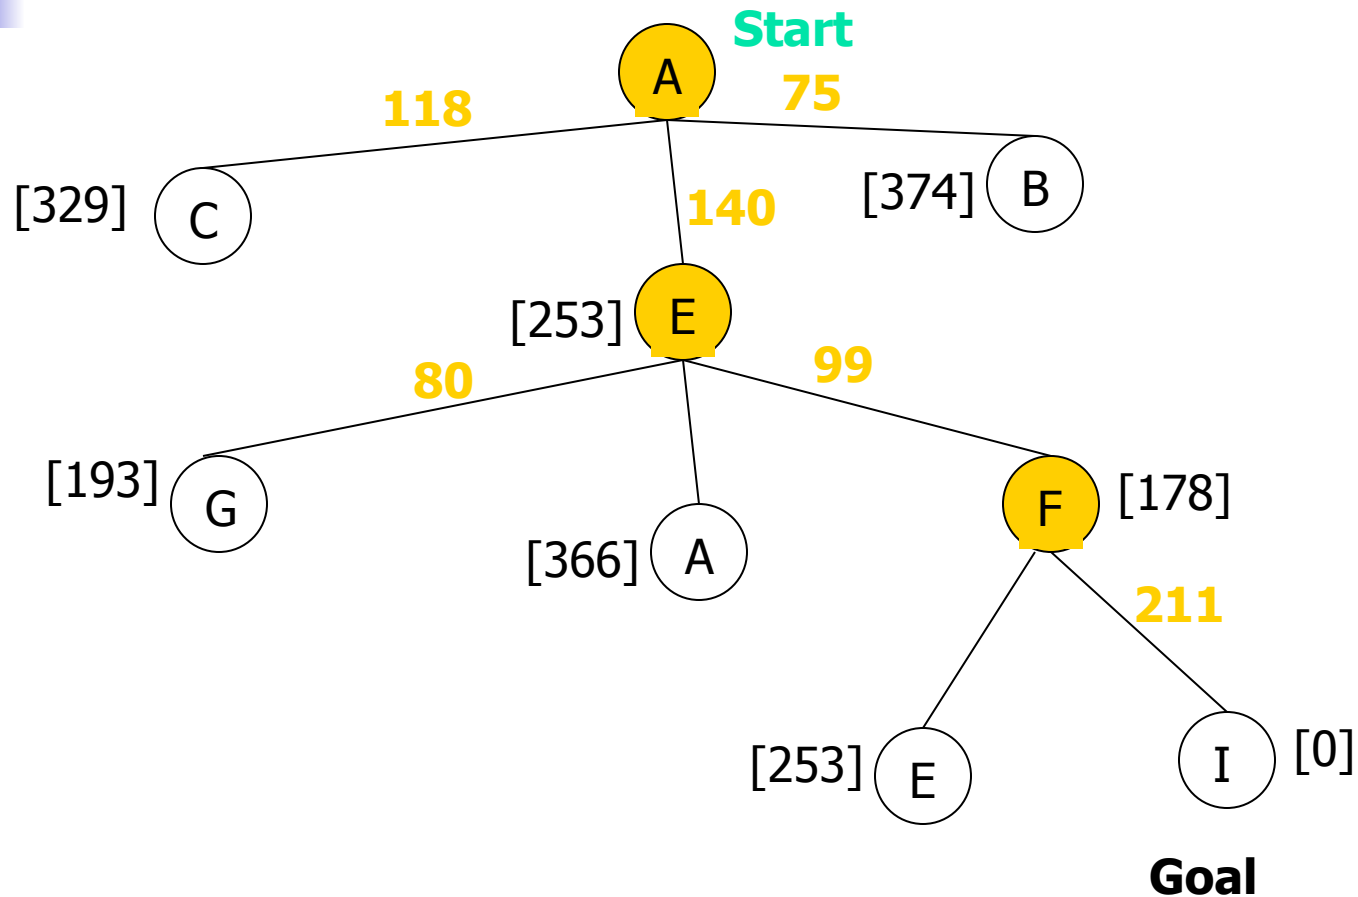 Start
A
75
118
[329]
C
140
[374]
B
[253]
E
80
99
[193]
G
[366]
A
F
[178]
211
[253]
E
I
[0]
Goal